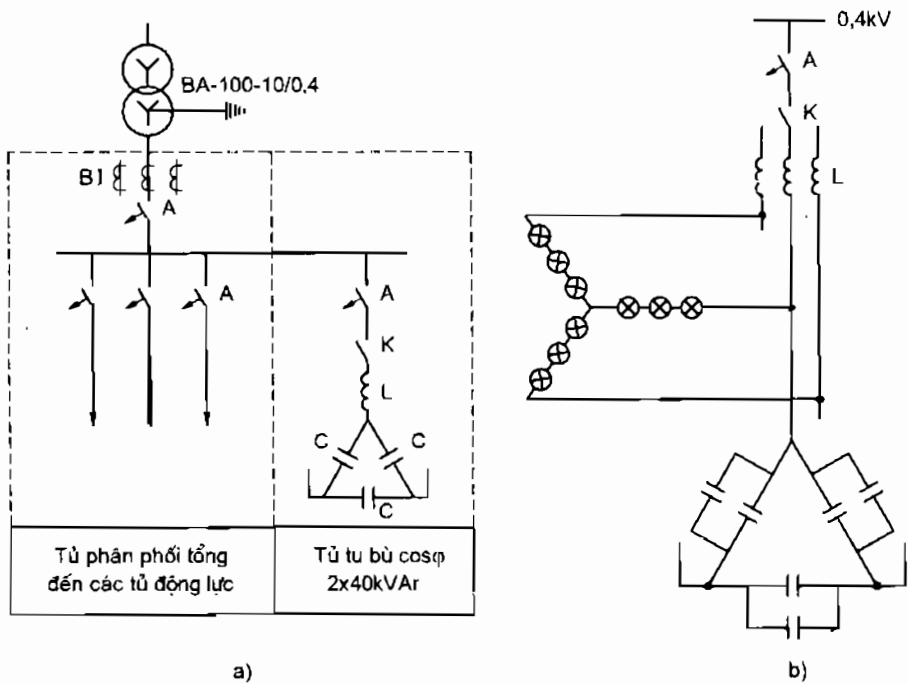 BA-100-10/0,4
BI
A
A
A
K
L
C
C
C
Tủ phân phối tổng
đến các tủ động lực
Tủ tu bù cosφ
2x40kVAr
a)
0,4kV
A
K
L
b)